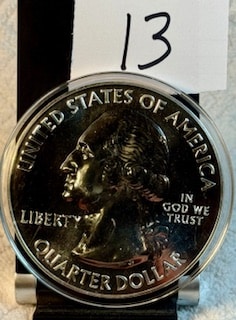 13
UNITED STATES OF AMERICA
LIBERTY
IN
GOD WE
TRUST
QUARTER DOLLAR